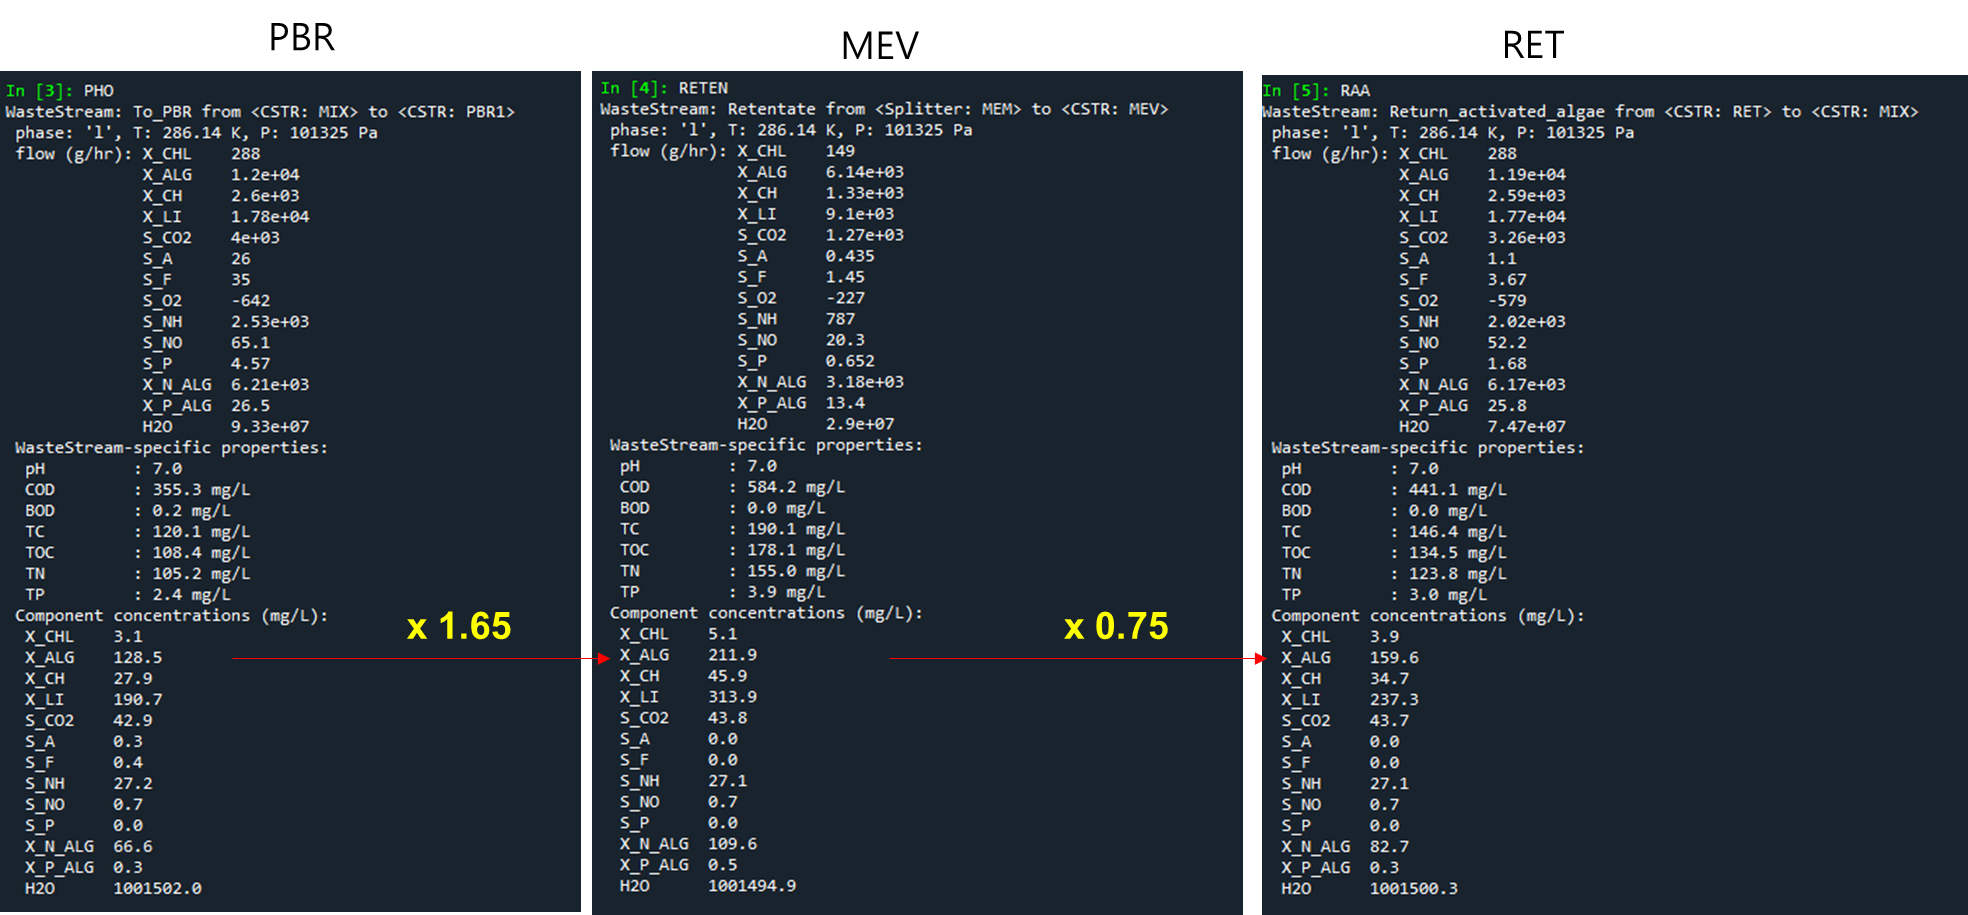 PBR
In [3]: PHO
WasteStream: To_PBR from <CSTR: MIX> to <CSTR: PBR1>
phase: 'l', T: 286.14 K, P: 101325 Pa
flow (g/hr): X_CHL 288
X_ALG 1.2e+04
X_CH 2.6e+03
X_LI 1.78e+04
S_CO2 4e+03
S_A 26
S_F 35
S_O2 -642
S_NH 2.53e+03
S_NO 65.1
S_P 4.57
X_N_ALG 6.21e+03
X_P_ALG 26.5
H2O 9.33e+07
WasteStream-specific properties:
pH : 7.0
COD : 355.3 mg/L
BOD : 0.2 mg/L
TC : 120.1 mg/L
TOC : 108.4 mg/L
TN : 105.2 mg/L
TP : 2.4 mg/L
Component concentrations (mg/L):
X_CHL 3.1
X_ALG 128.5
X_CH 27.9
X_LI 190.7
S_CO2 42.9
S_A 0.3
S_F 0.4
S_NH 27.2
S_NO 0.7
S_P 0.0
X_N_ALG 66.6
X_P_ALG 0.3
H2O 1001502.0
x 1.65
MEV
In [4]: RETEN
WasteStream: Retentate from <Splitter: MEM> to <CSTR: MEV>
phase: 'l', T: 286.14 K, P: 101325 Pa
flow (g/hr): X_CHL 149
X_ALG 6.14e+03
X_CH 1.33e+03
X_LI 9.1e+03
S_CO2 1.27e+03
S_A 0.435
S_F 1.45
S_O2 -227
S_NH 787
S_NO 20.3
S_P 0.652
X_N_ALG 3.18e+03
X_P_ALG 13.4
H2O 2.9e+07
WasteStream-specific properties:
pH : 7.0
COD : 584.2 mg/L
BOD : 0.0 mg/L
TC : 190.1 mg/L
TOC : 178.1 mg/L
TN : 155.0 mg/L
TP : 3.9 mg/L
Component concentrations (mg/L):
X_CHL 5.1
X_ALG 211.9
X_CH 45.9
X_LI 313.9
S_CO2 43.8
S_A 0.0
S_F 0.0
S_NH 27.1
S_NO 0.7
S_P 0.0
X_N_ALG 109.6
X_P_ALG 0.5
H2O 1001494.9
x 0.75
RET
In [5]: RAA
WasteStream: Return_activated_algae from <CSTR: RET> to <CSTR: MIX>
phase: 'l', T: 286.14 K, P: 101325 Pa
flow (g/hr): X_CHL 288
X_ALG 1.19e+04
X_CH 2.59e+03
X_LI 1.77e+04
S_CO2 3.26e+03
S_A 1.1
S_F 3.67
S_O2 -579
S_NH 2.02e+03
S_NO 52.2
S_P 1.68
X_N_ALG 6.17e+03
X_P_ALG 25.8
H2O 7.47e+07
WasteStream-specific properties:
pH : 7.0
COD : 441.1 mg/L
BOD : 0.0 mg/L
TC : 146.4 mg/L
TOC : 134.5 mg/L
TN : 123.8 mg/L
TP : 3.0 mg/L
Component concentrations (mg/L):
X_CHL 3.9
X_ALG 159.6
X_CH 34.7
X_LI 237.3
S_CO2 43.7
S_A 0.0
S_F 0.0
S_NH 27.1
S_NO 0.7
S_P 0.0
X_N_ALG 82.7
X_P_ALG 0.3
H2O 1001500.3